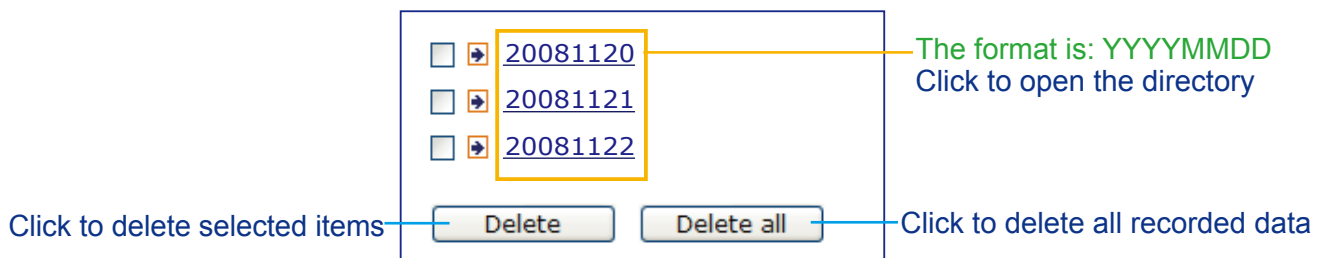 20081120
The format is: YYYYMMDD
Click to open the directory
20081121
20081122
Click to delete selected items
Delete
Delete all
Click to delete all recorded data